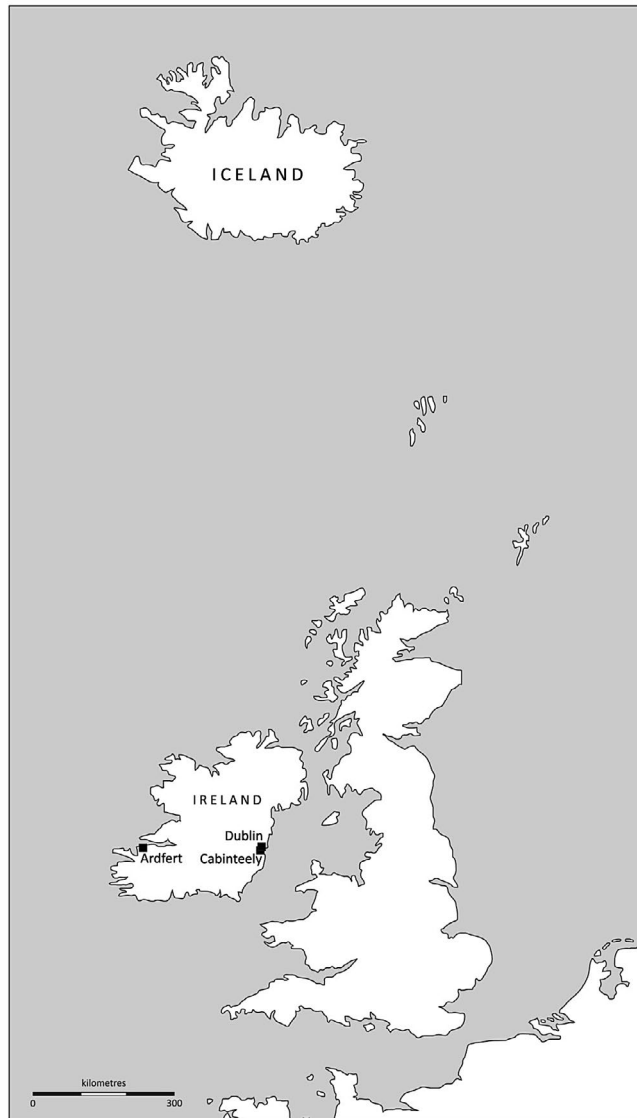 ICELAND
IRELAND
Dublin
Ardfert
Cabinteely
kilometres
0
300